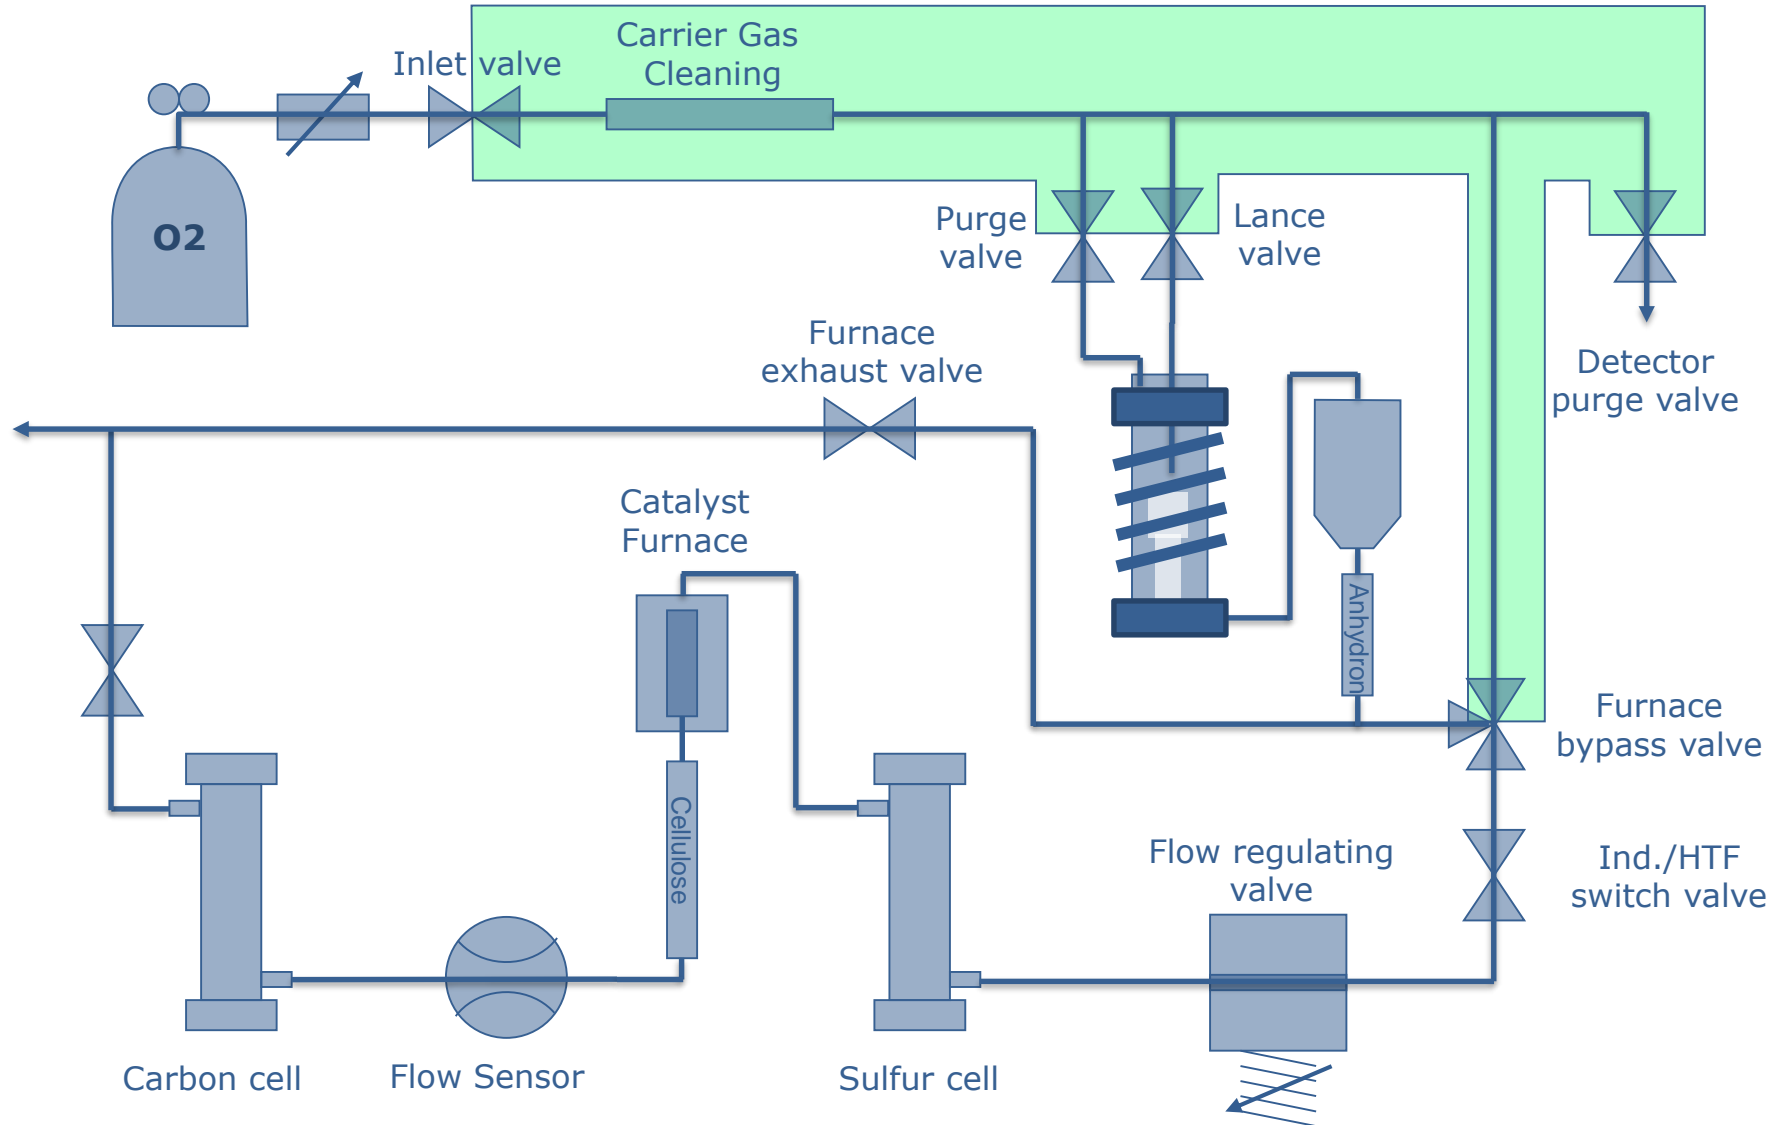 Carrier Gas
Cleaning
Inlet valve
O2
Purge
valve
Lance
valve
Furnace
exhaust valve
Detector
purge valve
Catalyst
Furnace
Anhydron
Furnace
bypass valve
Cellulose
Flow regulating
valve
Ind./HTF
switch valve
Carbon cell
Flow Sensor
Sulfur cell